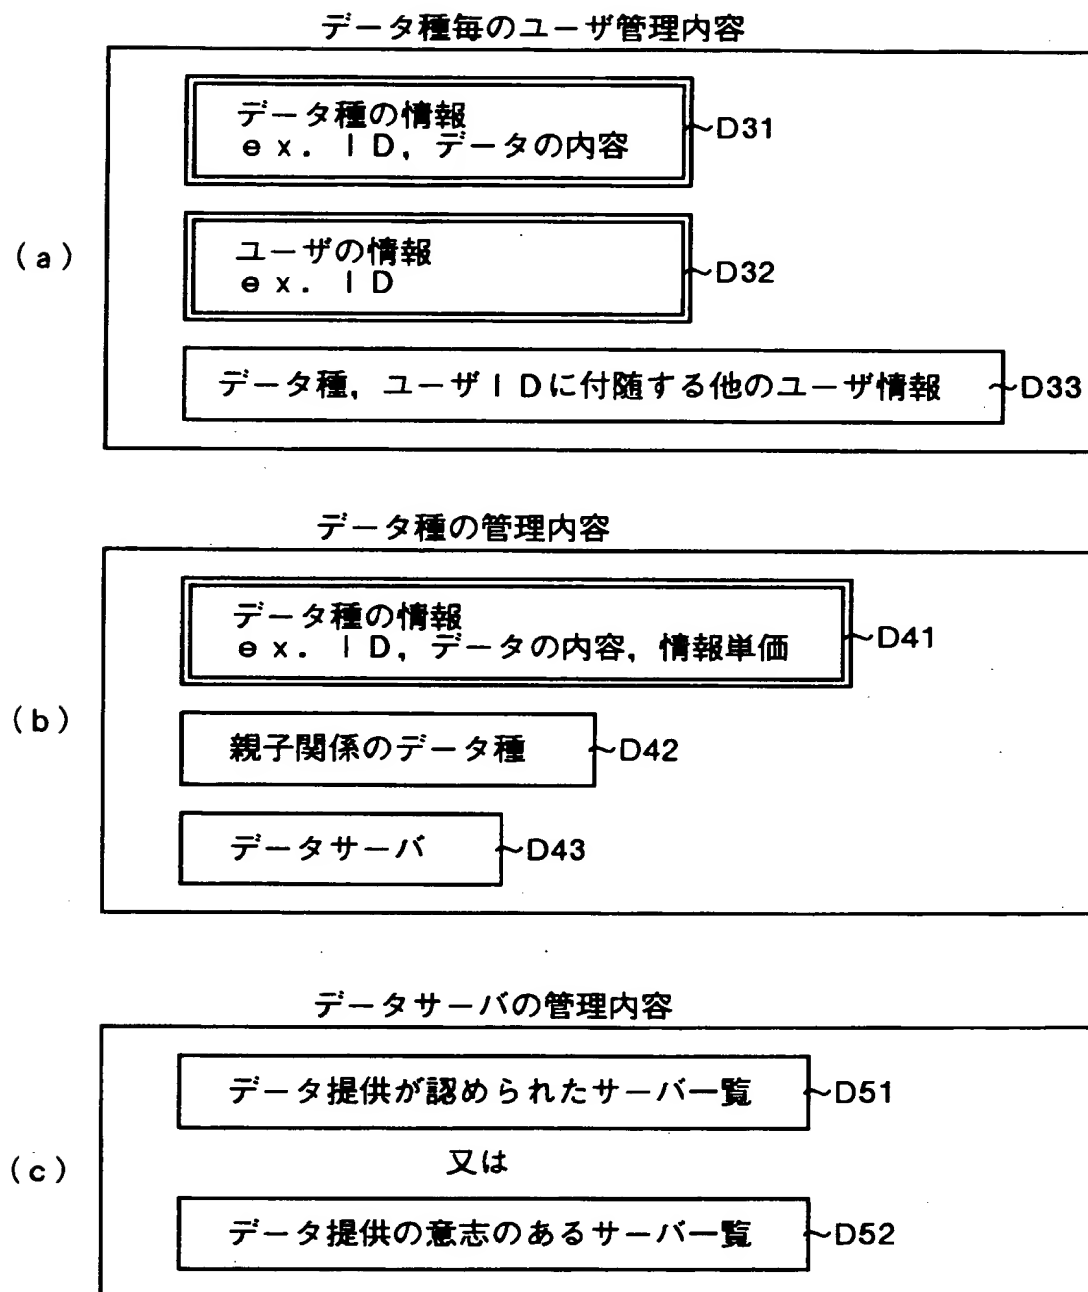 データ種毎のユーザ管理内容
データ種の情報
ex. ID, データの内容
~D31
(a)
ユーザの情報
ex. ID
~D32
データ種, ユーザIDに付随する他のユーザ情報
~D33
データ種の管理内容
データ種の情報
ex. ID, データの内容, 情報単価
~D41
(b)
親子関係のデータ種
~D42
データサーバ
~D43
データサーバの管理内容
データ提供が認められたサーバ一覧
~D51
(c)
又は
データ提供の意志のあるサーバ一覧
~D52